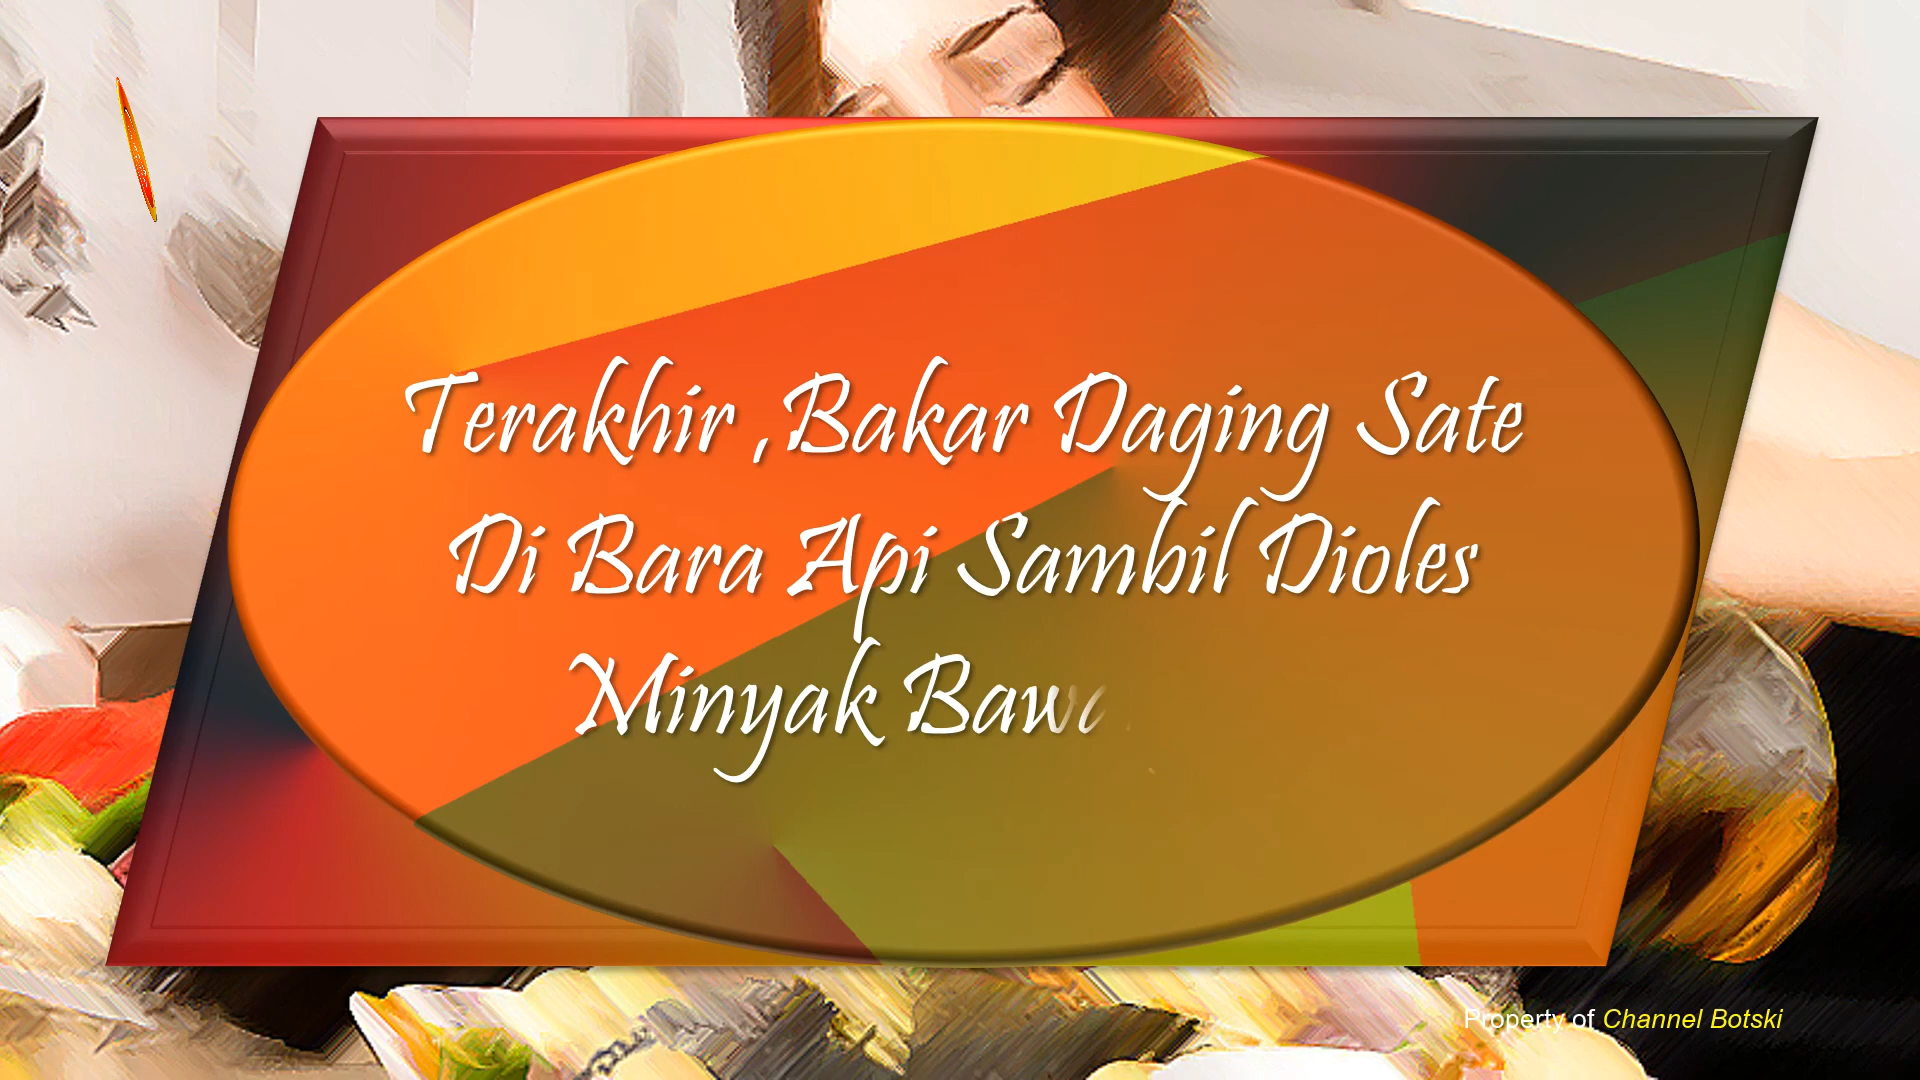 Terakhir ,Bakar Daging Sate
Di Bara Api Sambil Dioles
Minyak
Property of Channel Botski